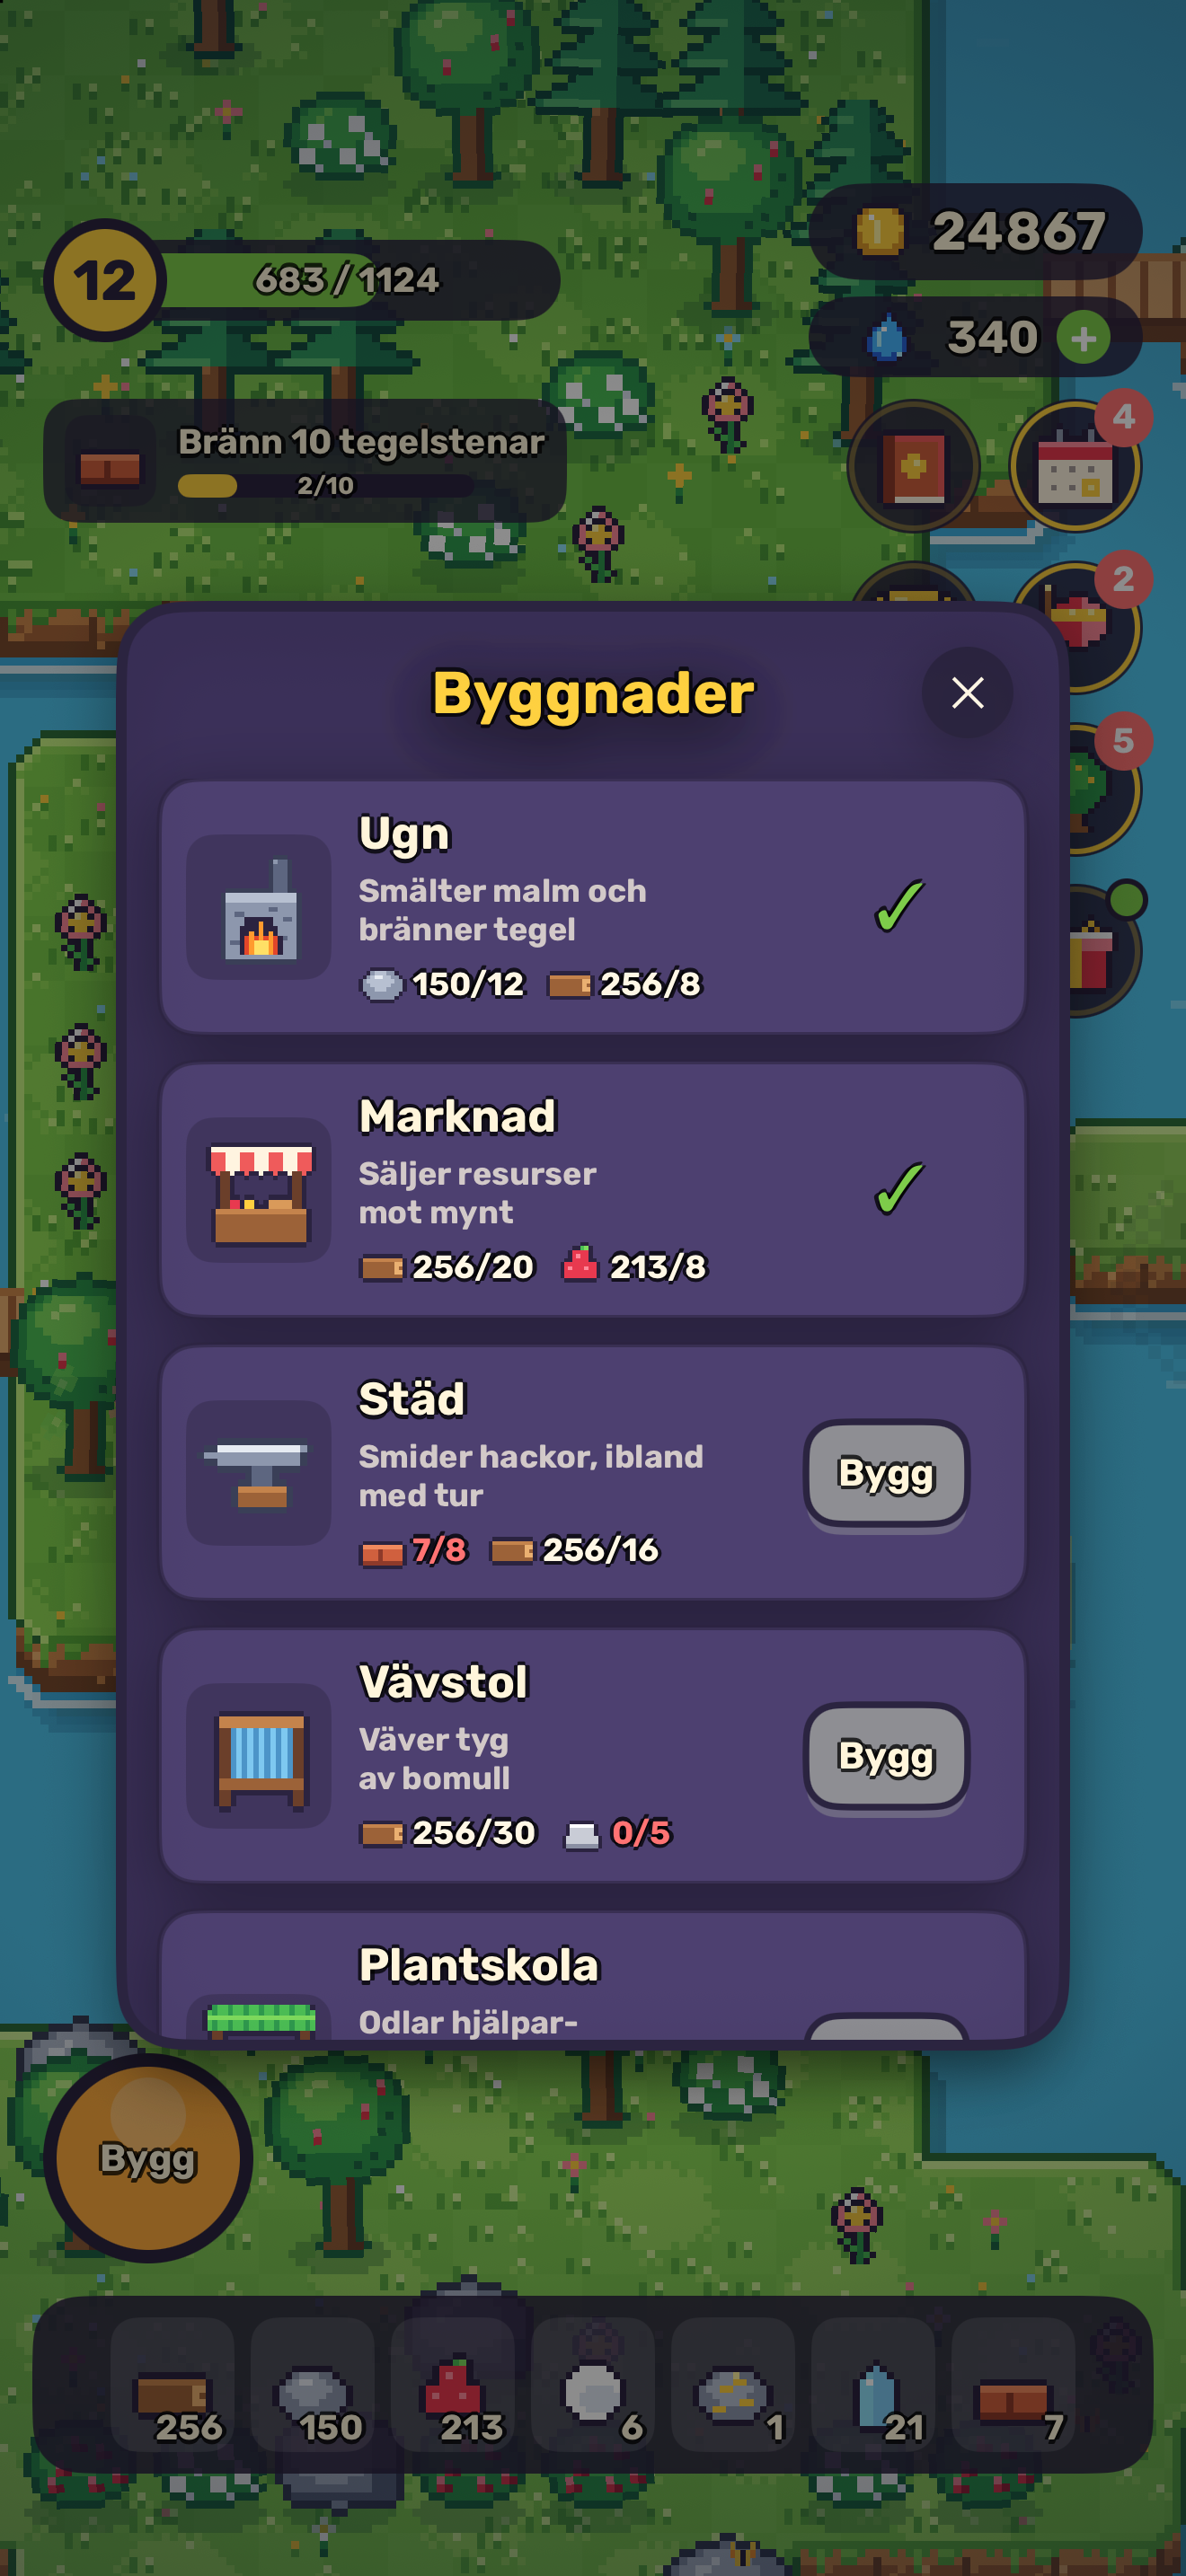 24867
12
683 / 1124
340
+
Bränn 10 tegelstenar
2/10
4
2
5
Byggnader
Ugn
Smälter malm och
bränner tegel
150/12 256/8
Marknad
Säljer resurser
mot mynt
256/20 213/8
Städ
Smider hackor, ibland
med tur
7/8 256/16
Bygg
Vävstol
Väver tyg
av bomull
256/30 0/5
Bygg
Plantskola
Odlar hjälpar-
Bygg
256 150 213 6 1 21 7